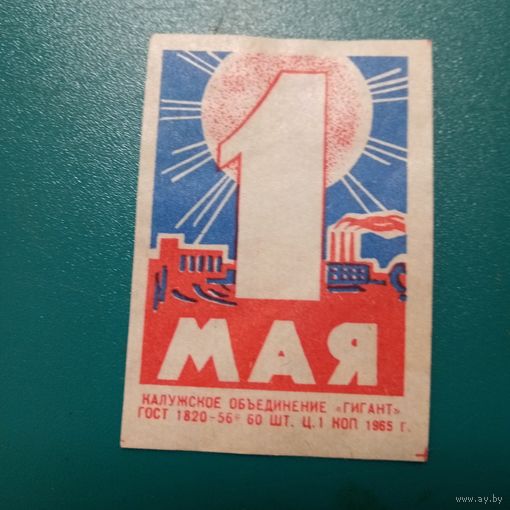 1
МАЯ
КАЛУЖСКОЕ ОБЪЕДИНЕНИЕ «ГИГАНТ»
ГОСТ 1820-56* 60 ШТ. Ц. 1 КОП 1965 г.
www.ay.by